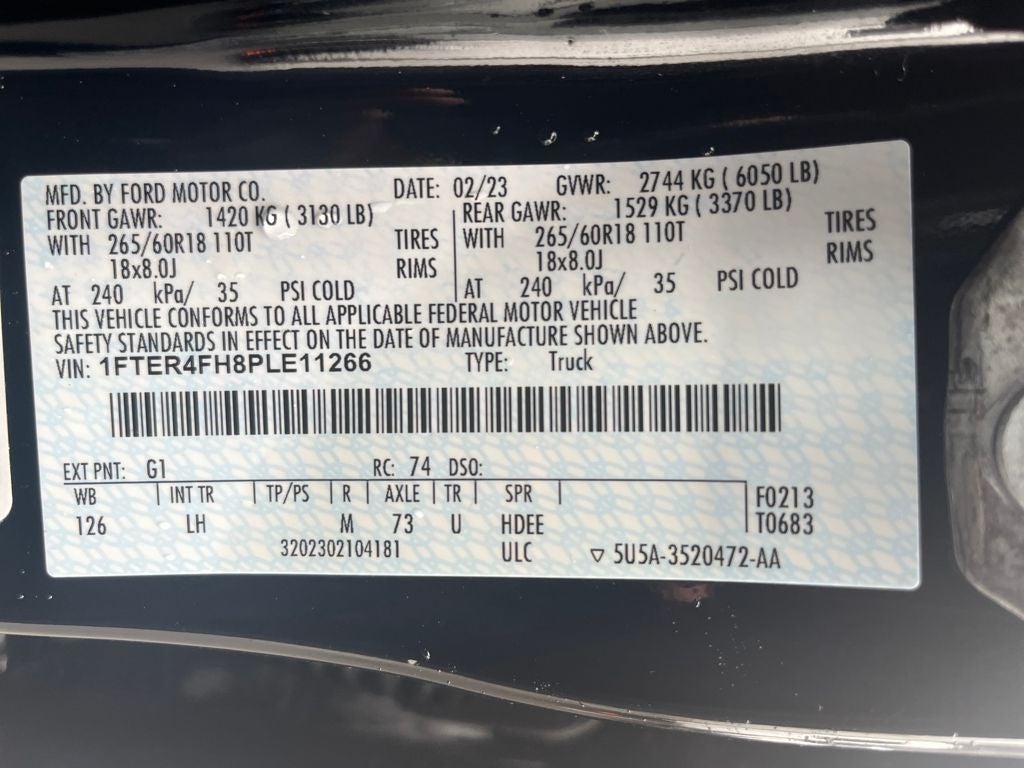 MFD. BY FORD MOTOR CO. DATE: 02/23 GVWR: 2744 KG ( 6050 LB)
FRONT GAWR: 1420 KG ( 3130 LB) REAR GAWR: 1529 KG ( 3370 LB)
WITH 265/60R18 110T TIRES WITH 265/60R18 110T TIRES
18x8.0J RIMS 18x8.0J RIMS
AT 240 kPa/ 35 PSI COLD AT 240 kPa/ 35 PSI COLD
THIS VEHICLE CONFORMS TO ALL APPLICABLE FEDERAL MOTOR VEHICLE
SAFETY STANDARDS IN EFFECT ON THE DATE OF MANUFACTURE SHOWN ABOVE.
VIN: 1FTER4FH8PLE11266 TYPE: Truck
EXT PNT: G1 RC: 74 DSO:
WB INT TR TP/PS R AXLE TR SPR F0213
126 LH M 73 U HDEE T0683
3202302104181 ULC ▽ 5U5A-3520472-AA